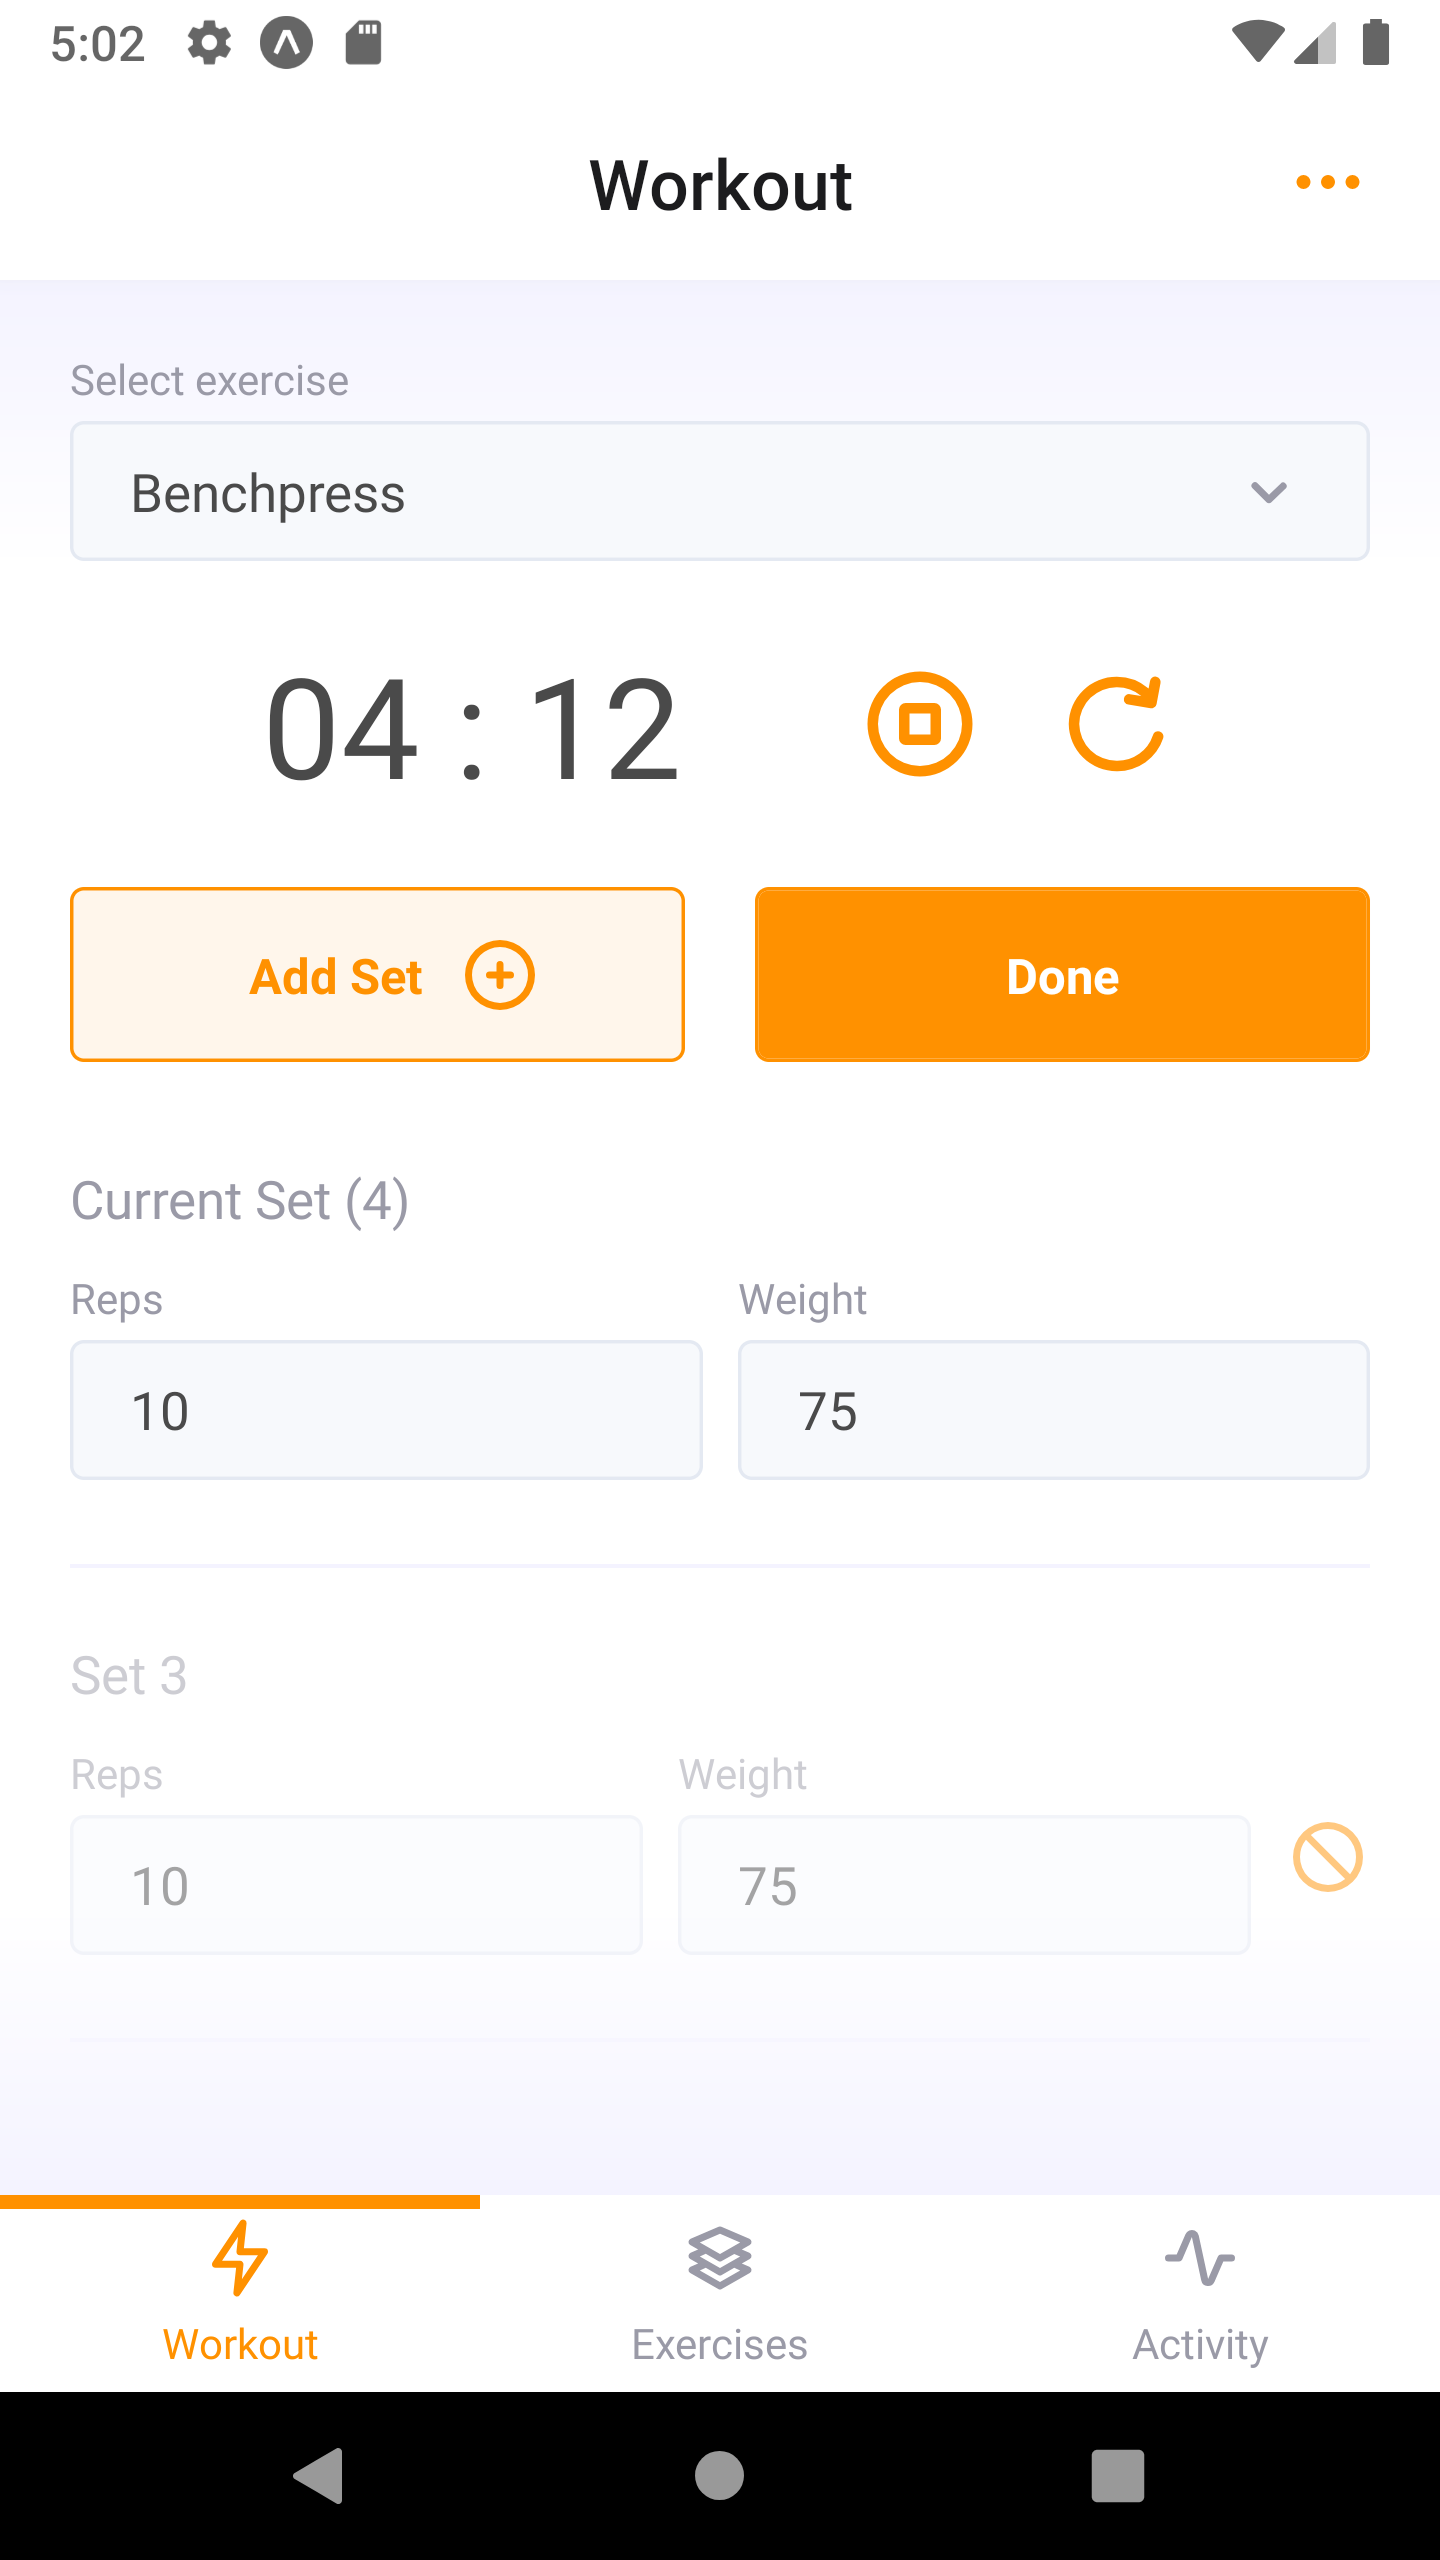 5:02
Workout
Select exercise
Benchpress
04 : 12
Add Set
Done
Current Set (4)
Reps
Weight
10
75
Set 3
Reps
Weight
10
75
Workout
Exercises
Activity